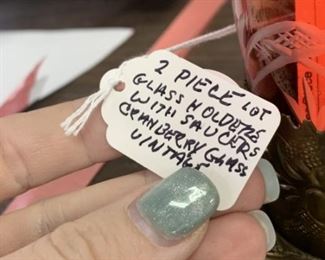 2 PIECE LOT
GLASS HOLDERS
WITH SAUCERS
CRANBERRY GLASS
VINTAGE